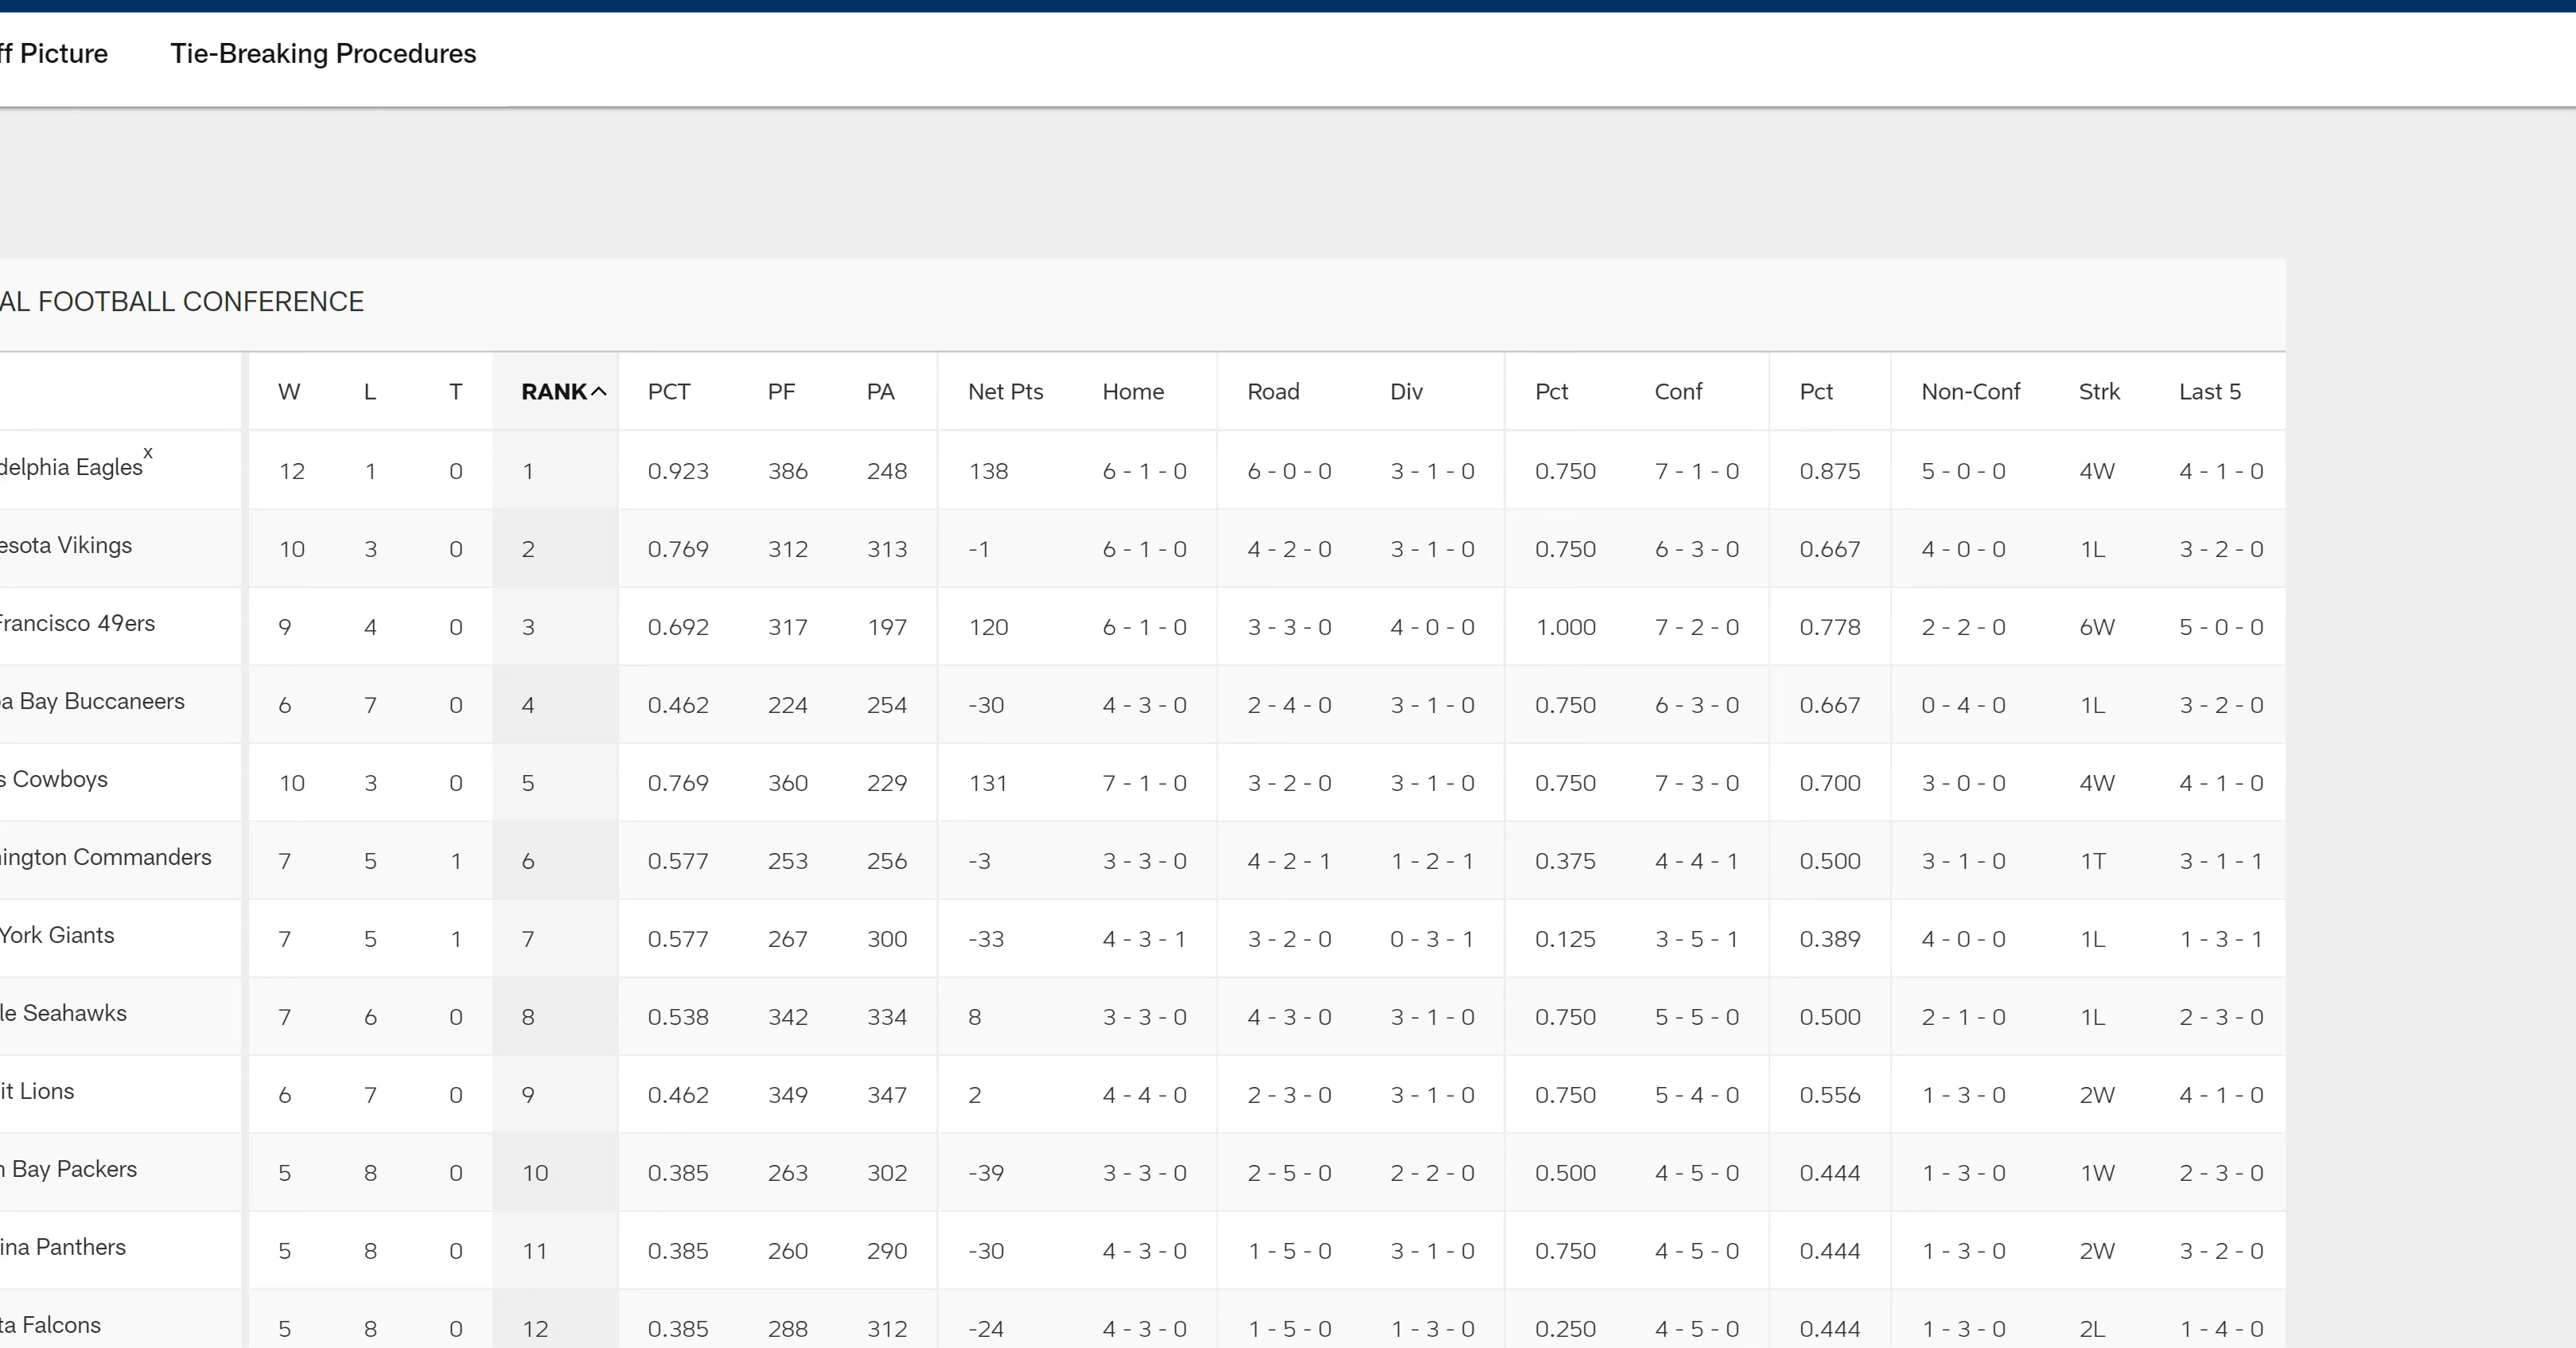 ff Picture Tie-Breaking Procedures
AL FOOTBALL CONFERENCE
W L T RANK PCT PF PA Net Pts Home Road Div Pct Conf Pct Non-Conf Strk Last 5
delphia Eagles x 12 1 0 1 0.923 386 248 138 6 - 1 - 0 6 - 0 - 0 3 - 1 - 0 0.750 7 - 1 - 0 0.875 5 - 0 - 0 4W 4 - 1 - 0
esota Vikings 10 3 0 2 0.769 312 313 -1 6 - 1 - 0 4 - 2 - 0 3 - 1 - 0 0.750 6 - 3 - 0 0.667 4 - 0 - 0 1L 3 - 2 - 0
Francisco 49ers 9 4 0 3 0.692 317 197 120 6 - 1 - 0 3 - 3 - 0 4 - 0 - 0 1.000 7 - 2 - 0 0.778 2 - 2 - 0 6W 5 - 0 - 0
a Bay Buccaneers 6 7 0 4 0.462 224 254 -30 4 - 3 - 0 2 - 4 - 0 3 - 1 - 0 0.750 6 - 3 - 0 0.667 0 - 4 - 0 1L 3 - 2 - 0
s Cowboys 10 3 0 5 0.769 360 229 131 7 - 1 - 0 3 - 2 - 0 3 - 1 - 0 0.750 7 - 3 - 0 0.700 3 - 0 - 0 4W 4 - 1 - 0
ington Commanders 7 5 1 6 0.577 253 256 -3 3 - 3 - 0 4 - 2 - 1 1 - 2 - 1 0.375 4 - 4 - 1 0.500 3 - 1 - 0 1T 3 - 1 - 1
York Giants 7 5 1 7 0.577 267 300 -33 4 - 3 - 1 3 - 2 - 0 0 - 3 - 1 0.125 3 - 5 - 1 0.389 4 - 0 - 0 1L 1 - 3 - 1
le Seahawks 7 6 0 8 0.538 342 334 8 3 - 3 - 0 4 - 3 - 0 3 - 1 - 0 0.750 5 - 5 - 0 0.500 2 - 1 - 0 1L 2 - 3 - 0
it Lions 6 7 0 9 0.462 349 347 2 4 - 4 - 0 2 - 3 - 0 3 - 1 - 0 0.750 5 - 4 - 0 0.556 1 - 3 - 0 2W 4 - 1 - 0
n Bay Packers 5 8 0 10 0.385 263 302 -39 3 - 3 - 0 2 - 5 - 0 2 - 2 - 0 0.500 4 - 5 - 0 0.444 1 - 3 - 0 1W 2 - 3 - 0
ina Panthers 5 8 0 11 0.385 260 290 -30 4 - 3 - 0 1 - 5 - 0 3 - 1 - 0 0.750 4 - 5 - 0 0.444 1 - 3 - 0 2W 3 - 2 - 0
ta Falcons 5 8 0 12 0.385 288 312 -24 4 - 3 - 0 1 - 5 - 0 1 - 3 - 0 0.250 4 - 5 - 0 0.444 1 - 3 - 0 2L 1 - 4 - 0